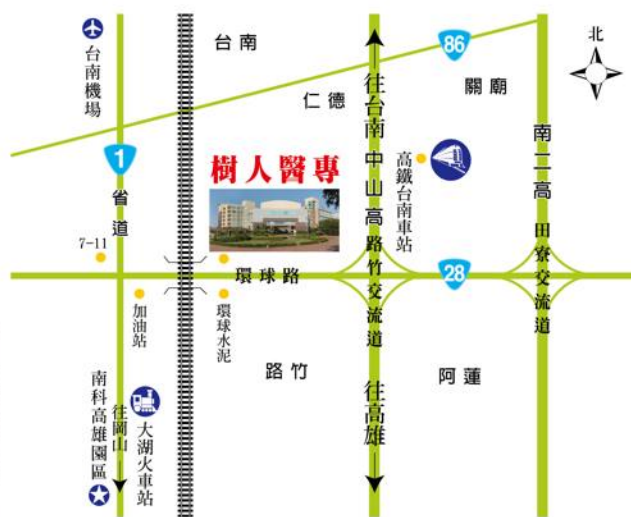 台南
86
北
台南機場
仁德
關廟
往台南
中山高
南二高
1
省道
樹人醫專
高鐵台南車站
7-11
環球路
路竹交流道
28
田寮交流道
加油站
環球水泥
路竹
阿蓮
南科高雄園區
往岡山
大湖火車站
往高雄